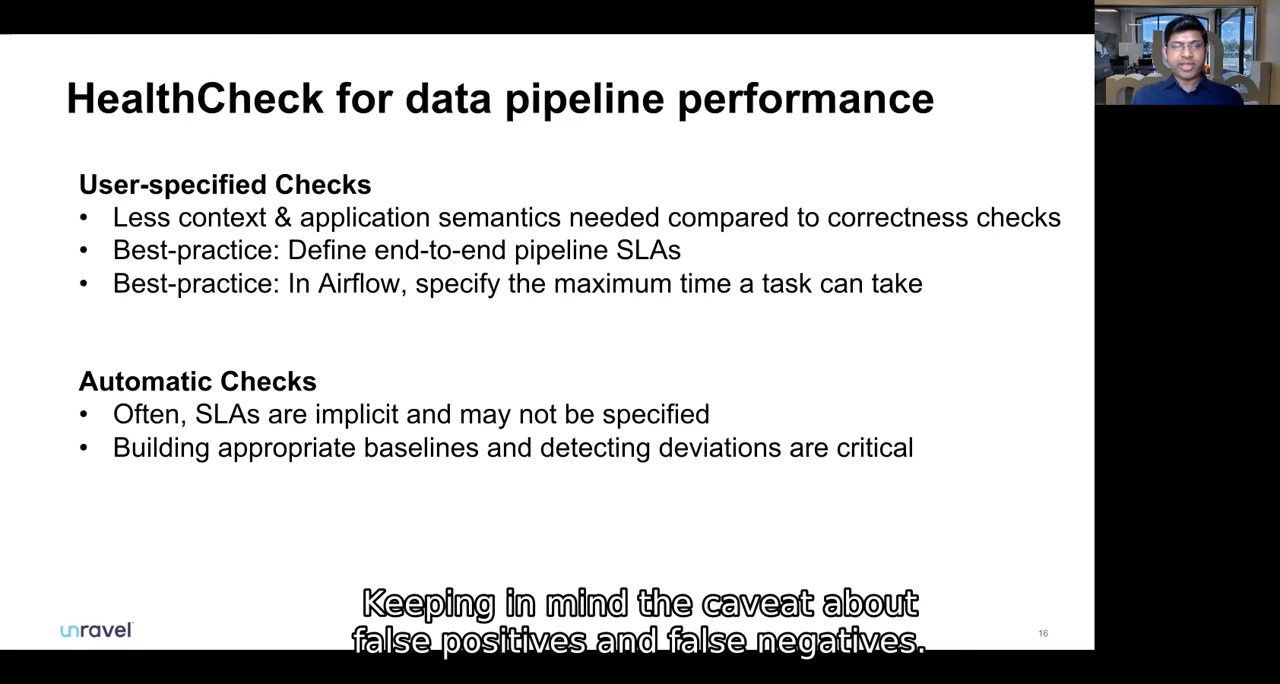 HealthCheck for data pipeline performance
User-specified Checks
• Less context & application semantics needed compared to correctness checks
• Best-practice: Define end-to-end pipeline SLAs
• Best-practice: In Airflow, specify the maximum time a task can take
Automatic Checks
• Often, SLAs are implicit and may not be specified
• Building appropriate baselines and detecting deviations are critical
Keeping in mind the caveat about
false positives and false negatives.
unravel
16